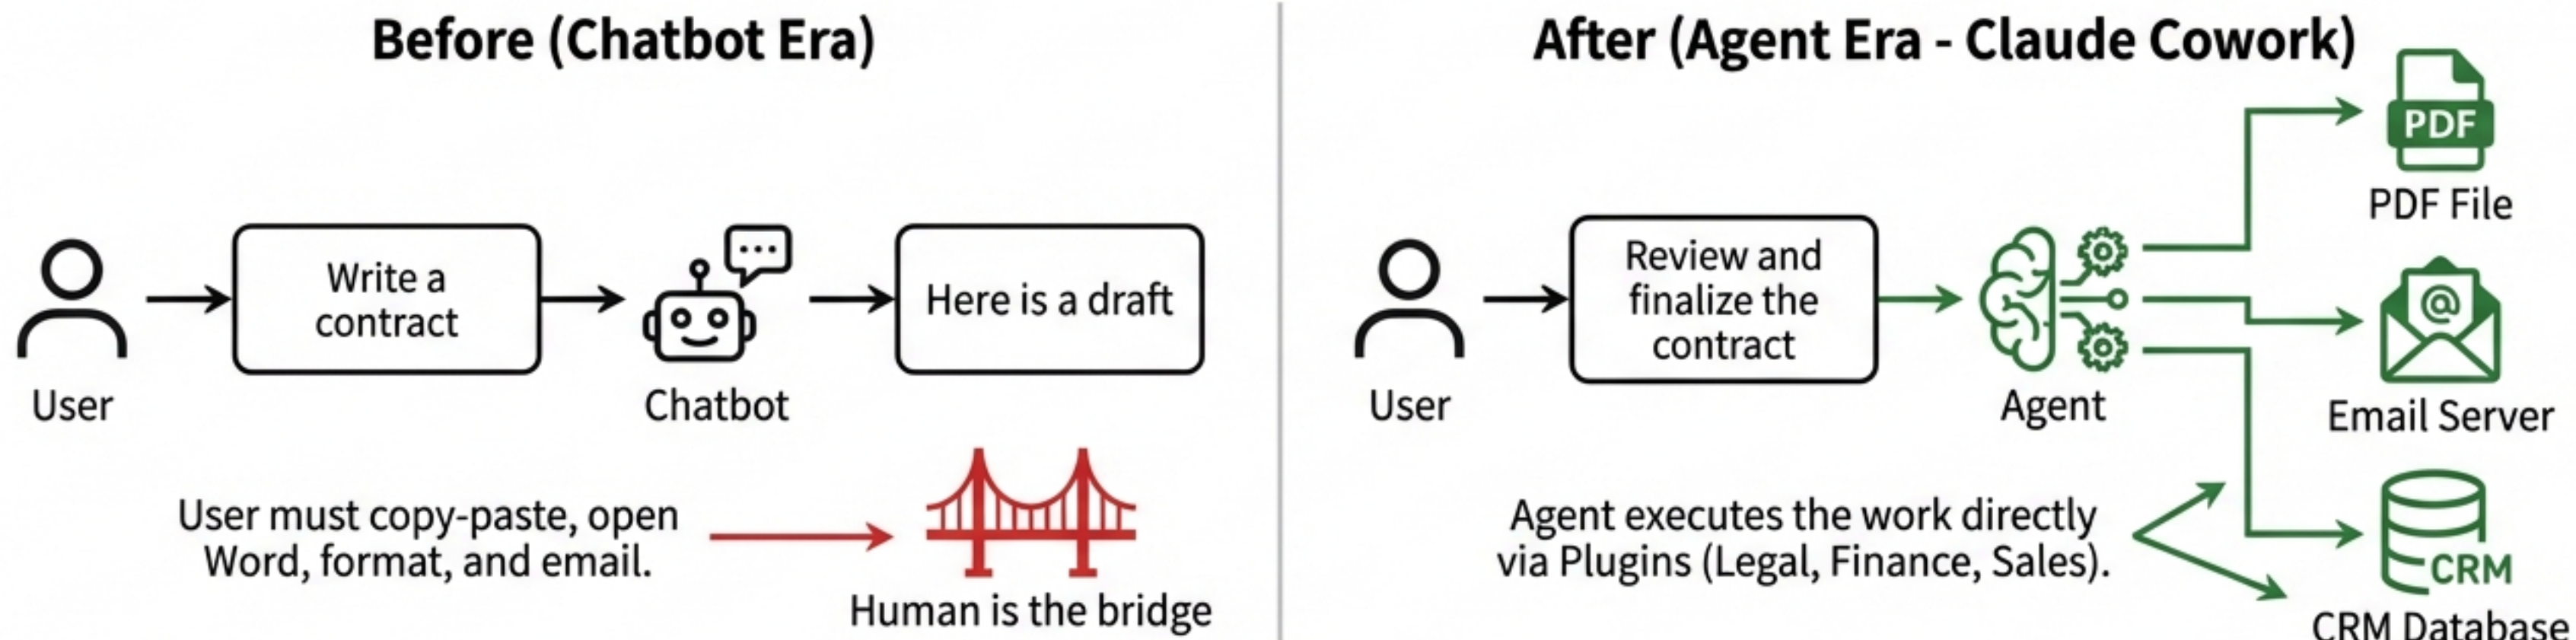 Before (Chatbot Era)
Write a
contract
Here is a draft
User
Chatbot
User must copy-paste, open
Word, format, and email.
Human is the bridge
After (Agent Era - Claude Cowork)
PDF
PDF File
Review and
finalize the
contract
@
User
Agent
Email Server
Agent executes the work directly
via Plugins (Legal, Finance, Sales).
CRM
CRM Database